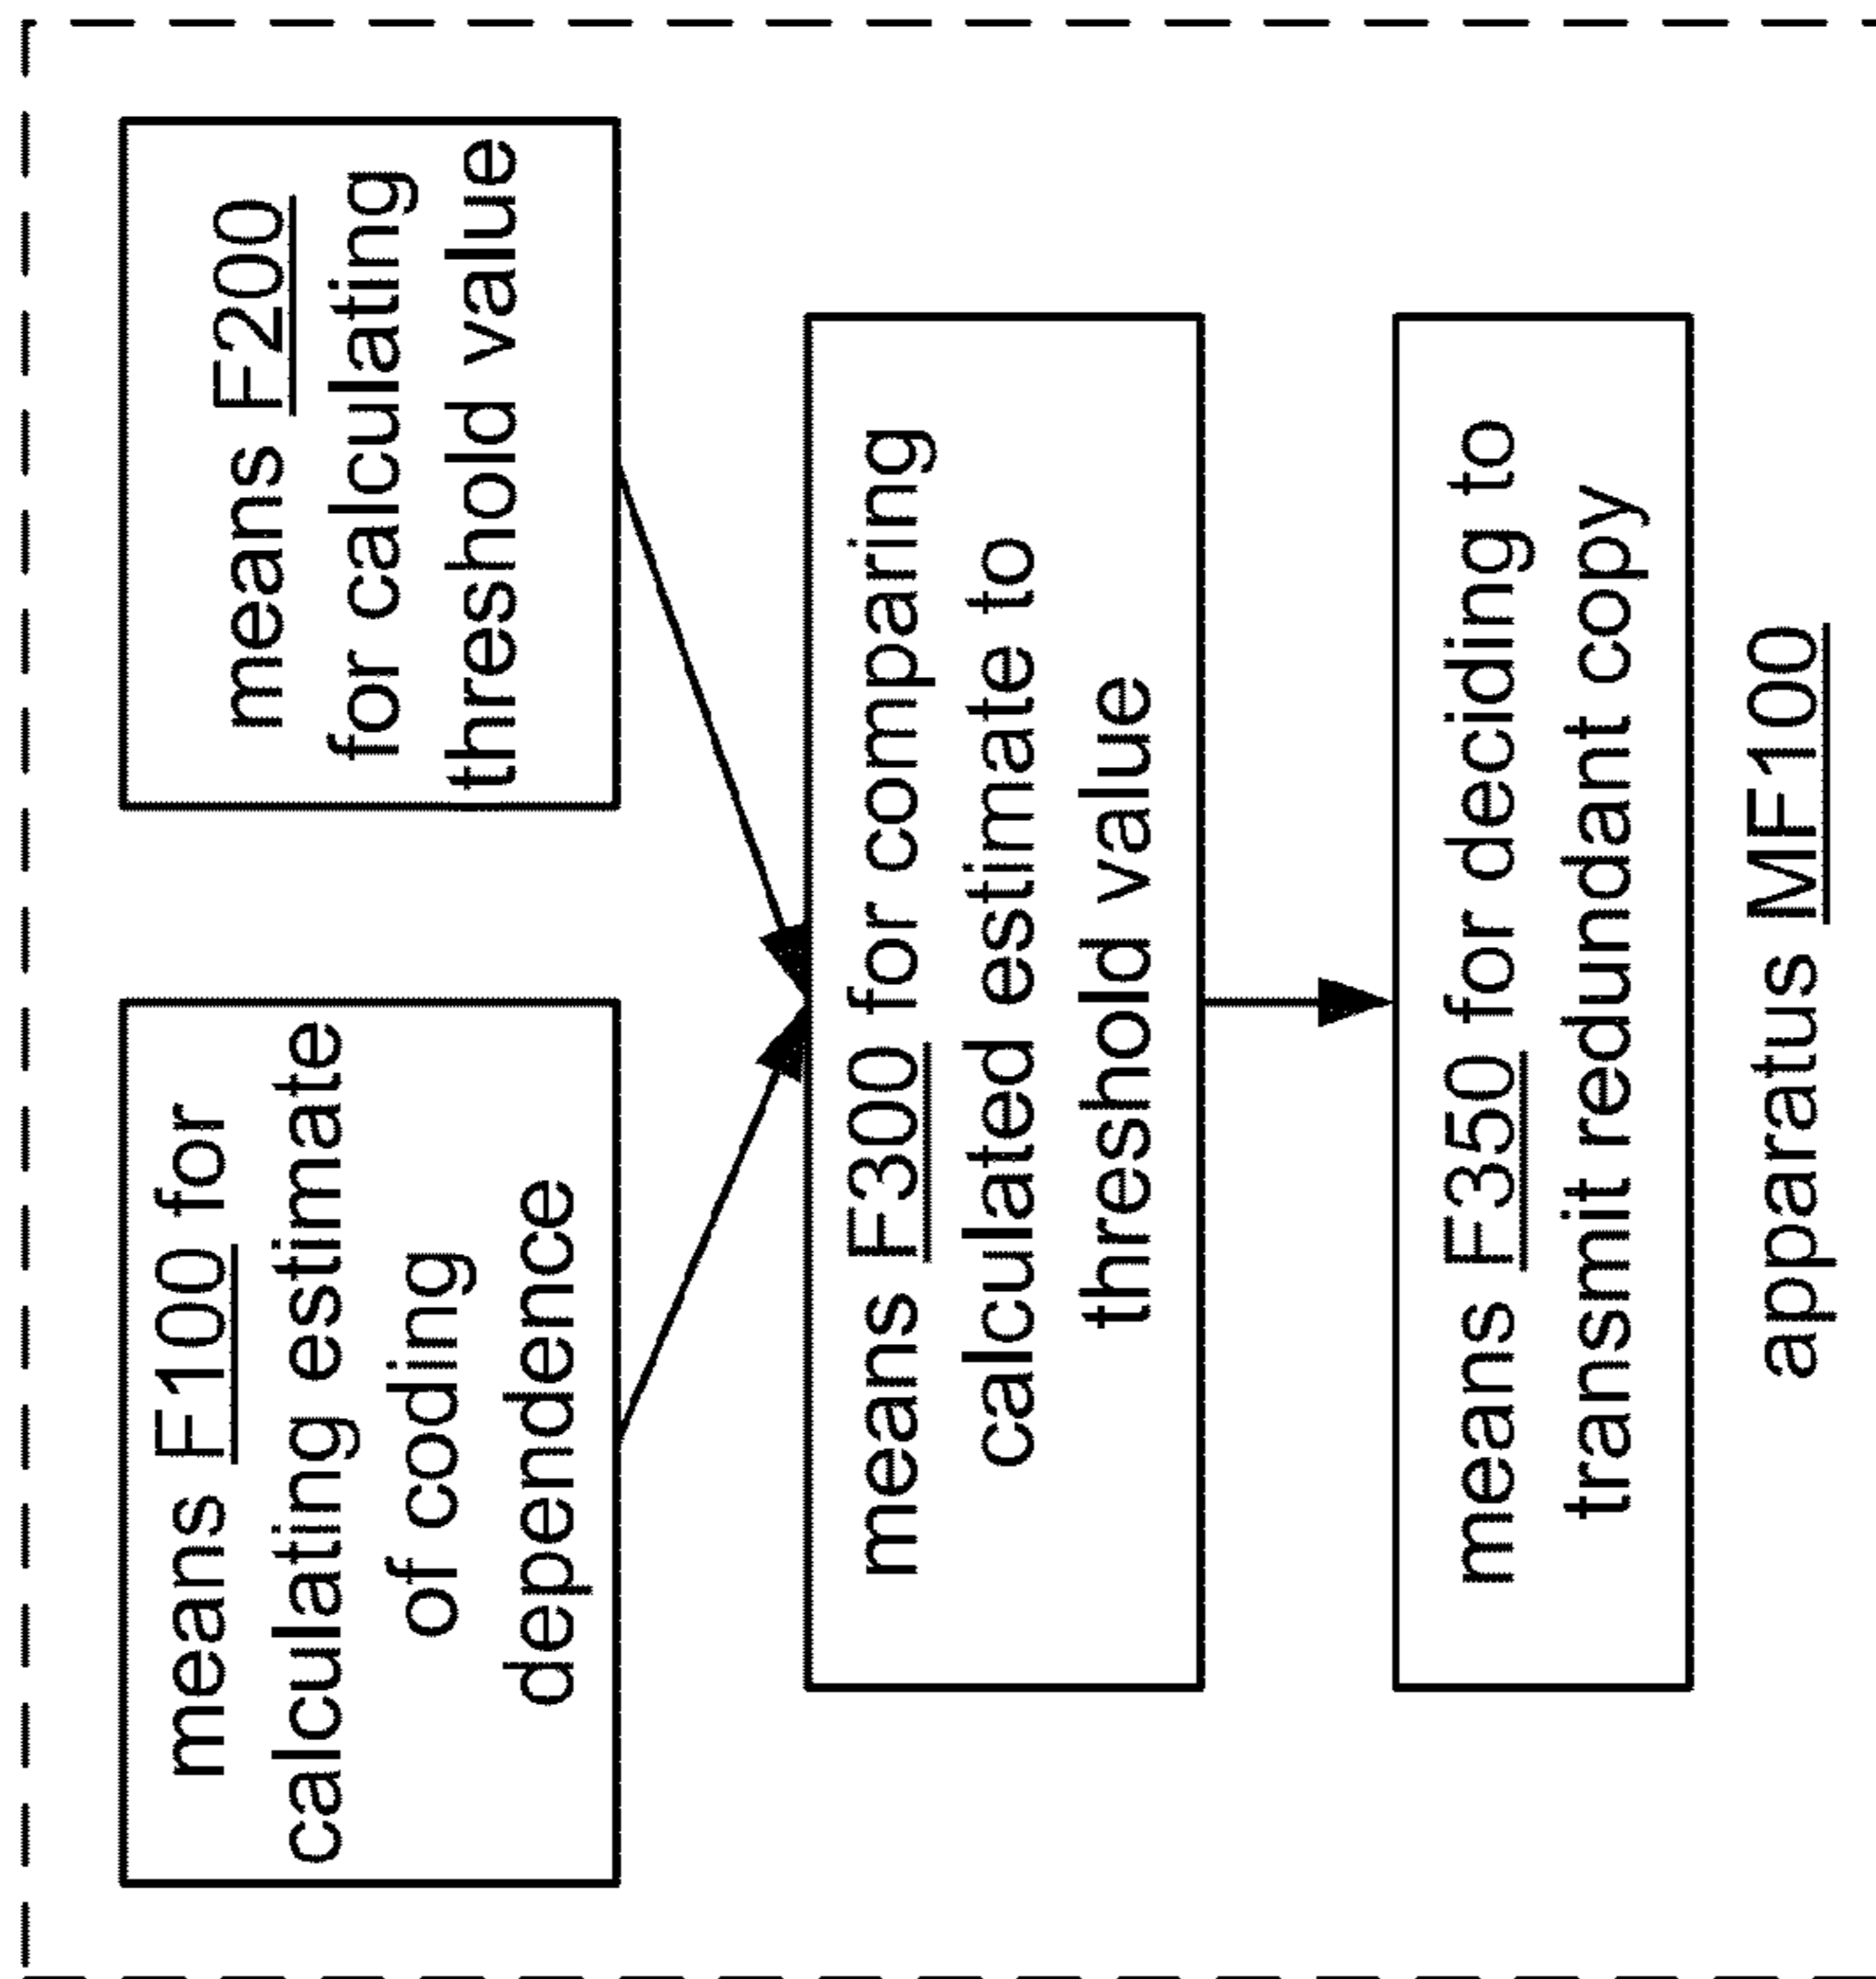 means F100 for
calculating estimate
of coding
dependence
means F200
for calculating
threshold value
means F300 for comparing
calculated estimate to
threshold value
means F350 for deciding to
transmit redundant copy
apparatus MF100